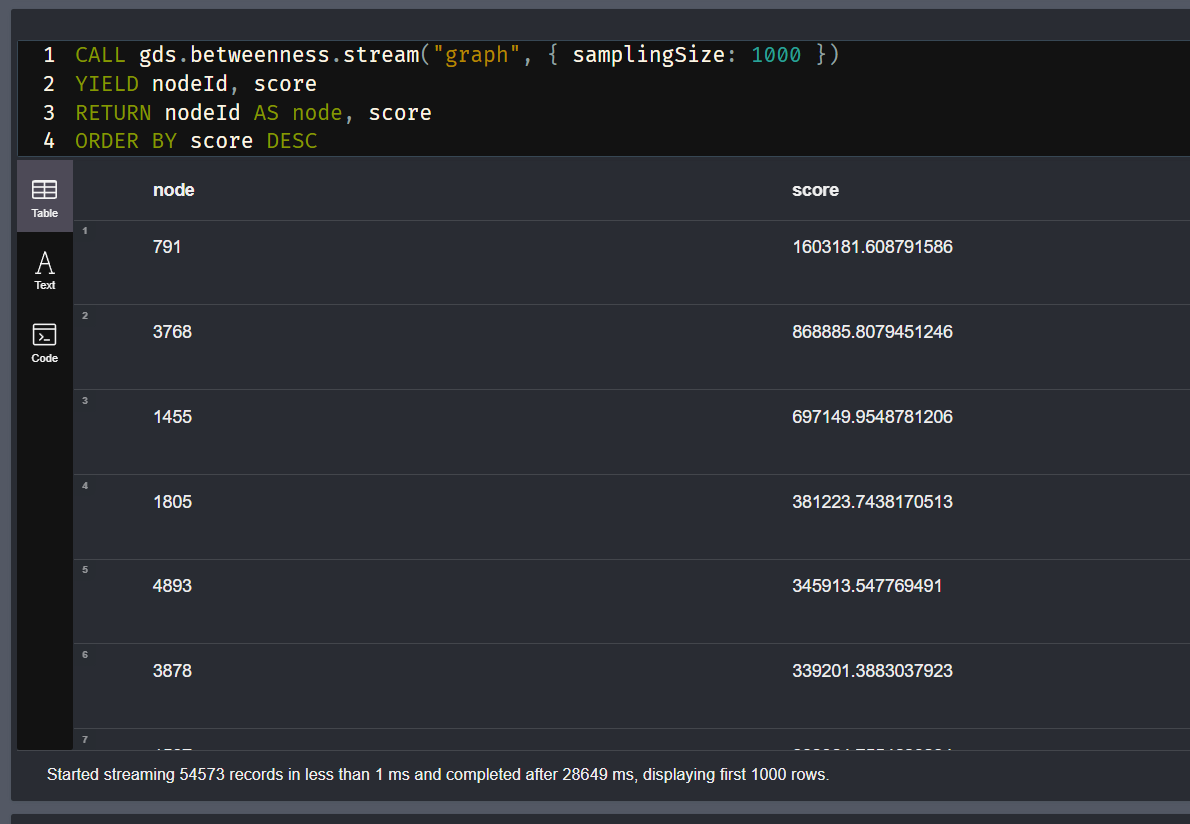 1 CALL gds.betweenness.stream("graph", { samplingSize: 1000 })
2 YIELD nodeId, score
3 RETURN nodeId AS node, score
4 ORDER BY score DESC
Table
Text
Code
node score
1
791 1603181.608791586
2
3768 868885.8079451246
3
1455 697149.9548781206
4
1805 381223.7438170513
5
4893 345913.547769491
6
3878 339201.3883037923
7
Started streaming 54573 records in less than 1 ms and completed after 28649 ms, displaying first 1000 rows.